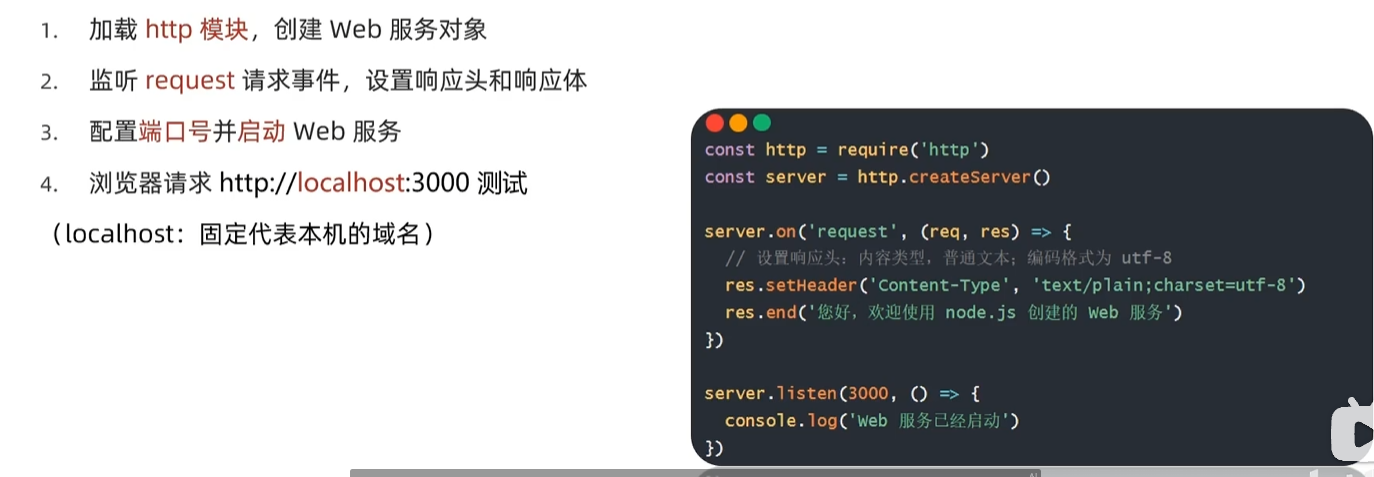 1. 加载 http 模块，创建 Web 服务对象
2. 监听 request 请求事件，设置响应头和响应体
3. 配置端口号并启动 Web 服务
4. 浏览器请求 http://localhost:3000 测试
（localhost：固定代表本机的域名）
const http = require('http')
const server = http.createServer()
server.on('request', (req, res) => {
// 设置响应头：内容类型，普通文本；编码格式为 utf-8
res.setHeader('Content-Type', 'text/plain;charset=utf-8')
res.end('您好，欢迎使用 node.js 创建的 Web 服务')
})
server.listen(3000, () => {
console.log('Web 服务已经启动')
})